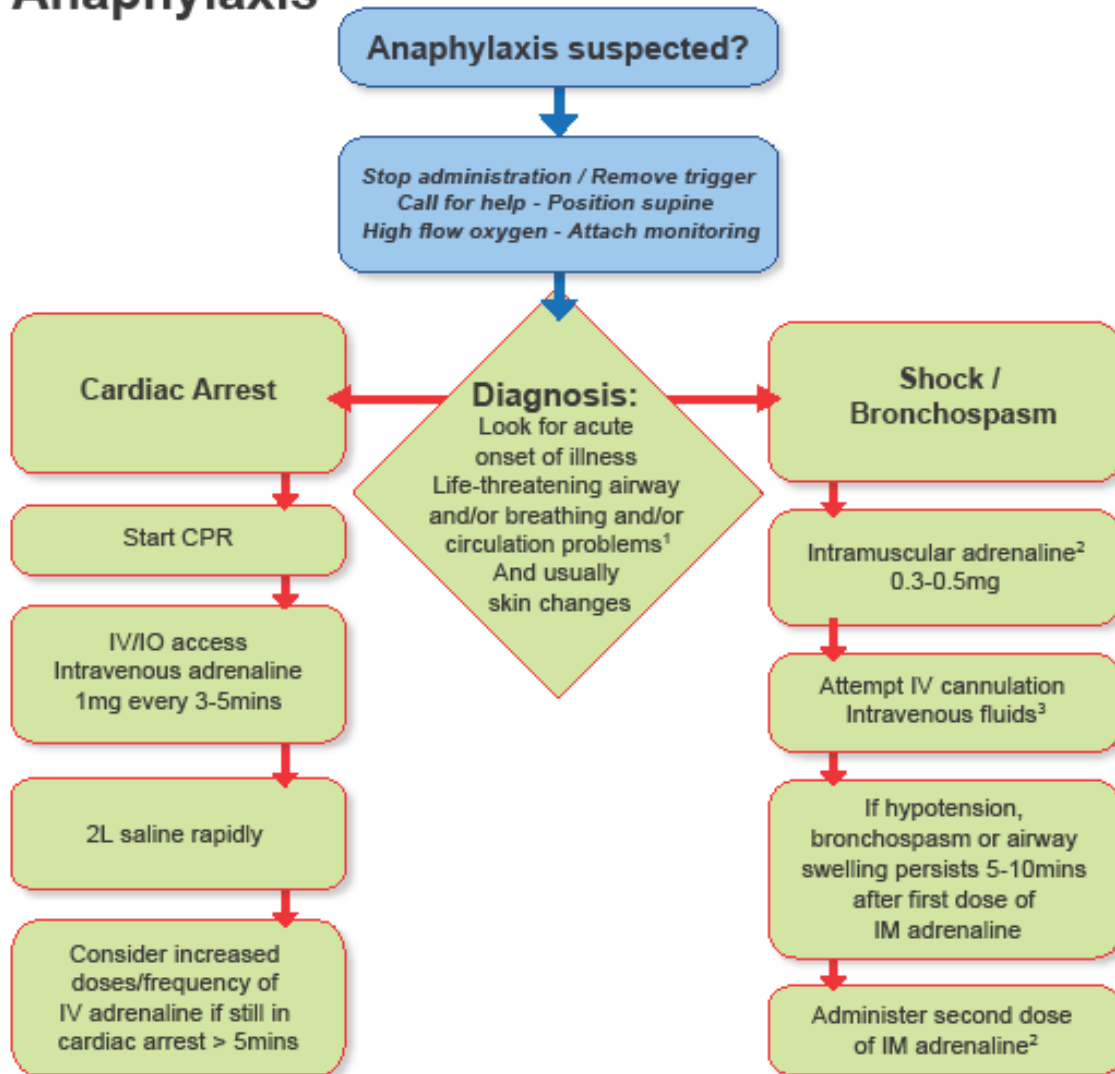 Anaphylaxis
Anaphylaxis suspected?
Stop administration / Remove trigger
Call for help - Position supine
High flow oxygen - Attach monitoring
Diagnosis:
Look for acute
onset of illness
Life-threatening airway
and/or breathing and/or
circulation problems¹
And usually
skin changes
Cardiac Arrest
Start CPR
IV/IO access
Intravenous adrenaline
1mg every 3-5mins
2L saline rapidly
Consider increased
doses/frequency of
IV adrenaline if still in
cardiac arrest > 5mins
Shock /
Bronchospasm
Intramuscular adrenaline²
0.3-0.5mg
Attempt IV cannulation
Intravenous fluids³
If hypotension,
bronchospasm or airway
swelling persists 5-10mins
after first dose of
IM adrenaline
Administer second dose
of IM adrenaline²